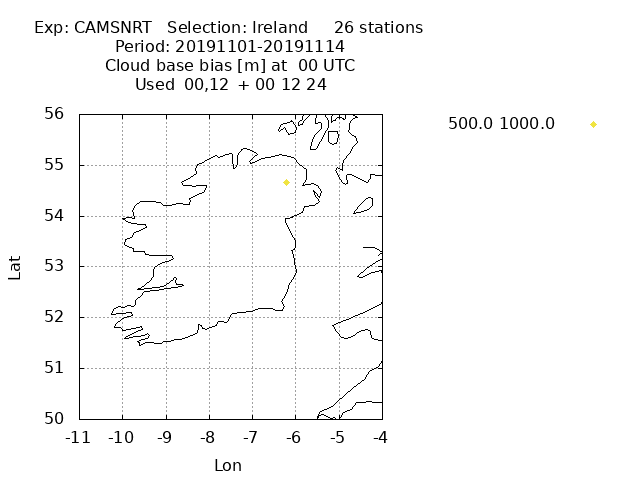 Exp: CAMSNRT   Selection: Ireland     26 stations
Period: 20191101-20191114
Cloud base bias [m] at  00 UTC
Used  00,12  + 00 12 24
500.0 1000.0
56
55
54
53
52
51
50
Lat
-11 -10 -9 -8 -7 -6 -5 -4
Lon